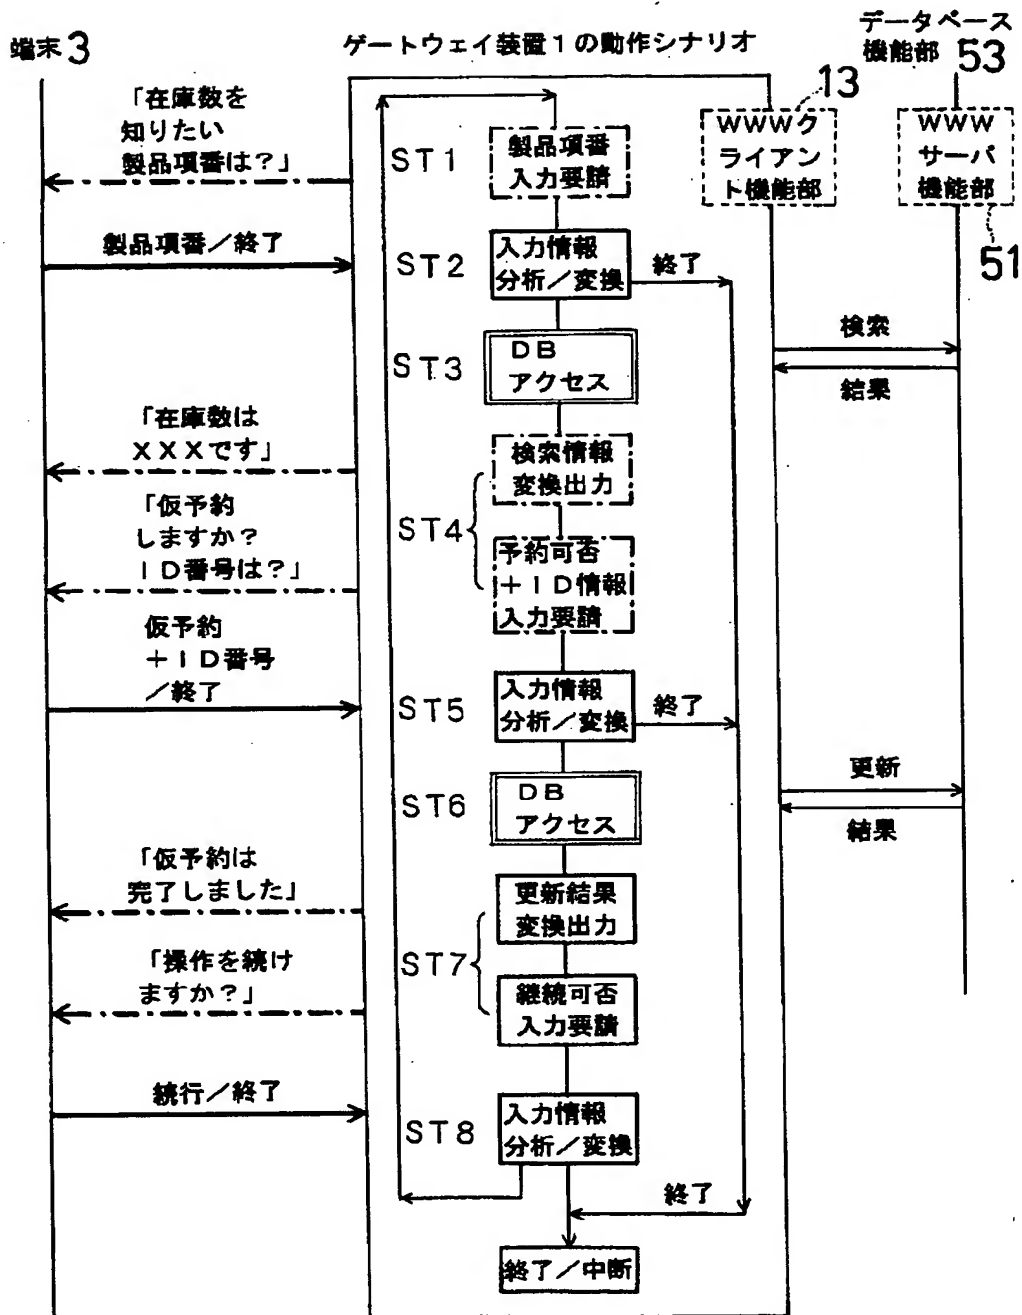 端末3
ゲートウェイ装置1の動作シナリオ
データベース
機能部 53
13
WWWク
ライアン
ト機能部
WWW
サーバ
機能部
51
「在庫数を
知りたい
製品項番は?」
ST1
製品項番
入力要請
製品項番/終了
ST2
入力情報
分析/変換
終了
ST3
DB
アクセス
検索
結果
「在庫数は
XXXです」
「仮予約
しますか?
ID番号は?」
ST4
検索情報
変換出力
予約可否
+ID情報
入力要請
仮予約
+ID番号
/終了
ST5
入力情報
分析/変換
終了
ST6
DB
アクセス
更新
結果
「仮予約は
完了しました」
「操作を続け
ますか?」
ST7
更新結果
変換出力
継続可否
入力要請
続行/終了
ST8
入力情報
分析/変換
終了
終了/中断